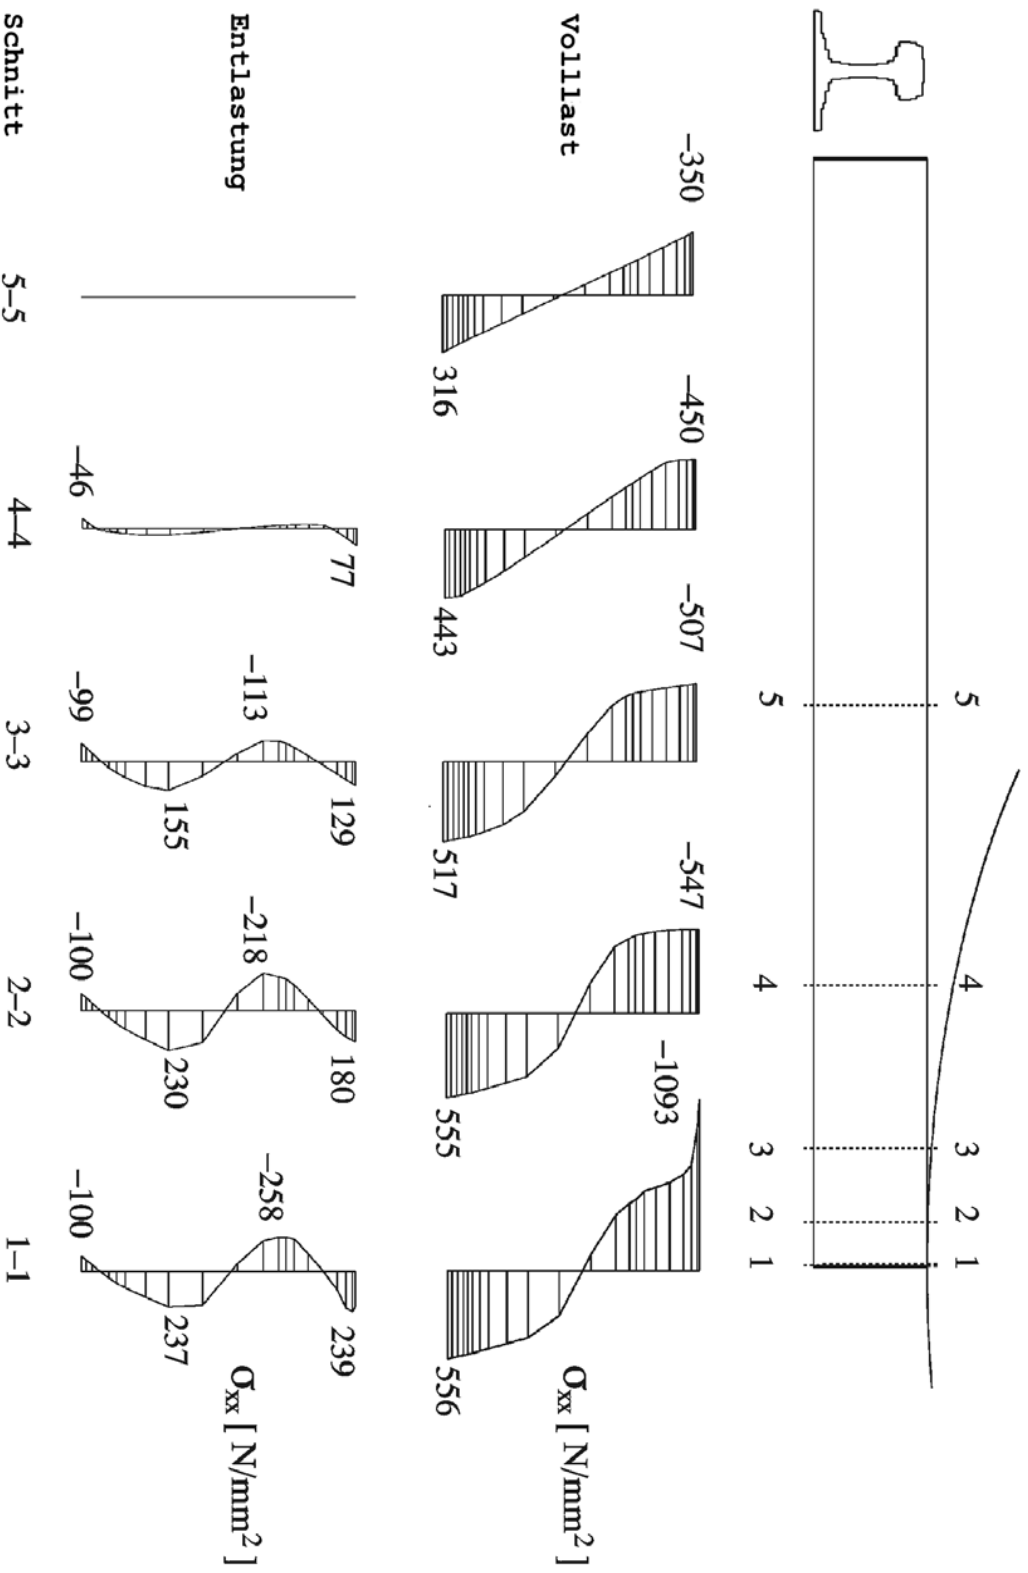 5 4 3 2 1
5 4 3 2 1
Volllast
–350 –450 –507 –547 –1093
316 443 517 555 556
σxx [ N/mm² ]
Entlastung
–46 –99 –113 –100 –218 –100 –258
77 155 129 230 180 237 239
σxx [ N/mm² ]
Schnitt 5–5 4–4 3–3 2–2 1–1